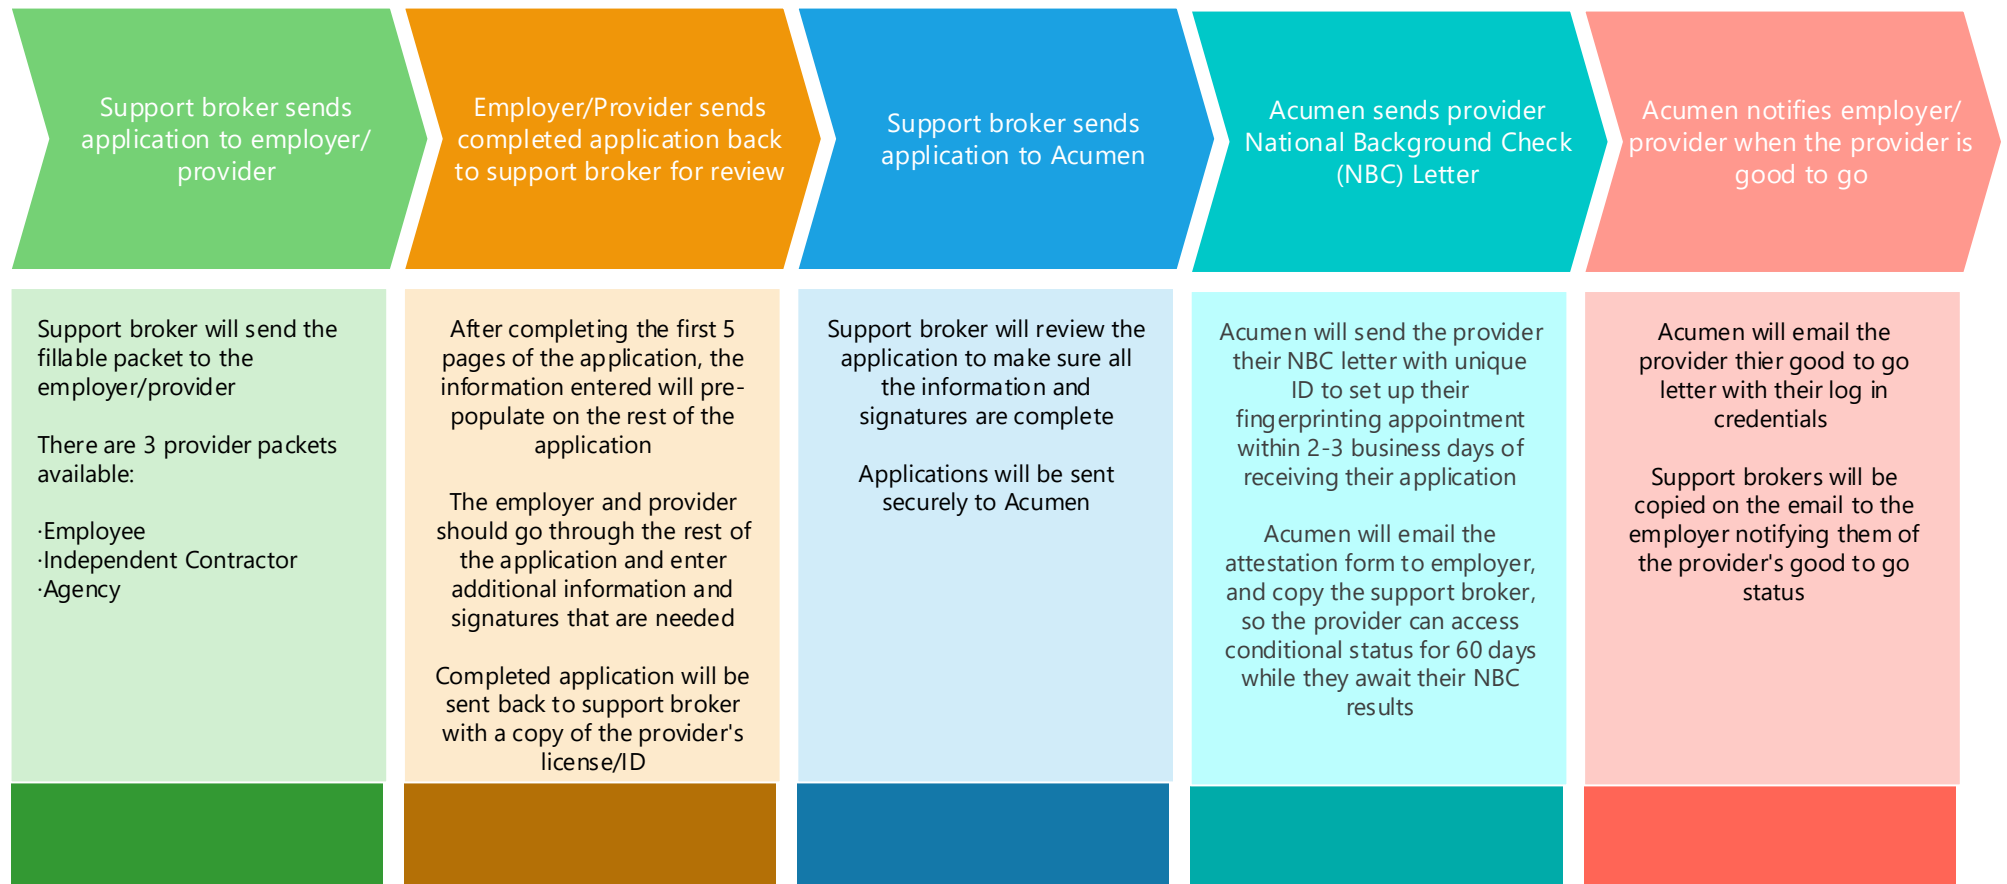 Support broker sends
application to employer/
provider
Employer/Provider sends
completed application back
to support broker for review
Support broker sends
application to Acumen
Acumen sends provider
National Background Check
(NBC) Letter
Acumen notifies employer/
provider when the provider is
good to go
Support broker will send the
fillable packet to the
employer/provider
There are 3 provider packets
available:
·Employee
·Independent Contractor
·Agency
After completing the first 5
pages of the application, the
information entered will pre-
populate on the rest of the
application
The employer and provider
should go through the rest of
the application and enter
additional information and
signatures that are needed
Completed application will be
sent back to support broker
with a copy of the provider's
license/ID
Support broker will review the
application to make sure all
the information and
signatures are complete
Applications will be sent
securely to Acumen
Acumen will send the provider
their NBC letter with unique
ID to set up their
fingerprinting appointment
within 2-3 business days of
receiving their application
Acumen will email the
attestation form to employer,
and copy the support broker,
so the provider can access
conditional status for 60 days
while they await their NBC
results
Acumen will email the
provider thier good to go
letter with their log in
credentials
Support brokers will be
copied on the email to the
employer notifying them of
the provider's good to go
status